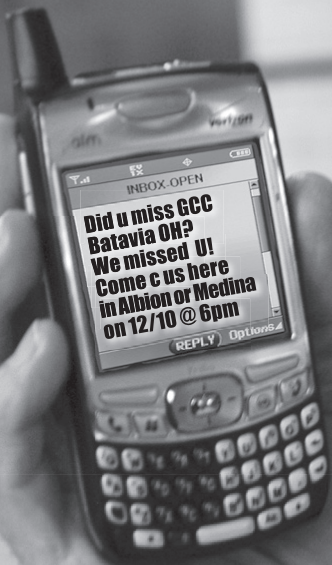 palm
verizon
INBOX-OPEN
Did u miss GCC
Batavia OH?
We missed U!
Come c us here
in Albion or Medina
on 12/10 @ 6pm
REPLY Options